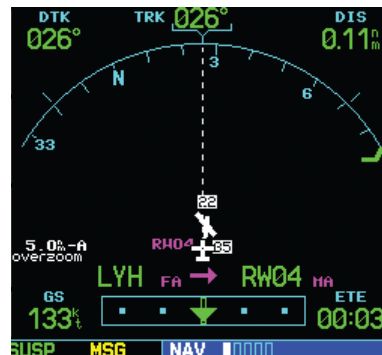 DTK TRK 026° DIS
026° 0.11nm
N 3 6
33
22
RW04 35
5.0nm-A
overzoom
LYH FA → RW04 MA
GS ETE
133kt 00:03
SUSP MSG NAV